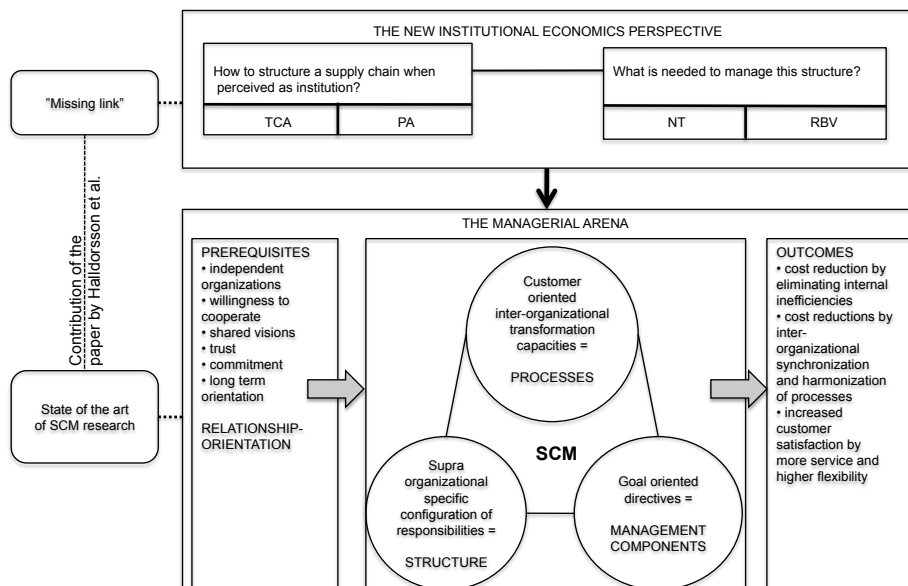 THE NEW INSTITUTIONAL ECONOMICS PERSPECTIVE
How to structure a supply chain when
perceived as institution?
TCA
PA
What is needed to manage this structure?
NT
RBV
”Missing link”
Contribution of the
paper by Halldorsson et al.
State of the art
of SCM research
THE MANAGERIAL ARENA
PREREQUISITES
• independent
organizations
• willingness to
cooperate
• shared visions
• trust
• commitment
• long term
orientation
RELATIONSHIP-
ORIENTATION
Customer
oriented
inter-organizational
transformation
capacities =
PROCESSES
SCM
Supra
organizational
specific
configuration of
responsibilities =
STRUCTURE
Goal oriented
directives =
MANAGEMENT
COMPONENTS
OUTCOMES
• cost reduction by
eliminating internal
inefficiencies
• cost reductions by
inter-
organizational
synchronization
and harmonization
of processes
• increased
customer
satisfaction by
more service and
higher flexibility